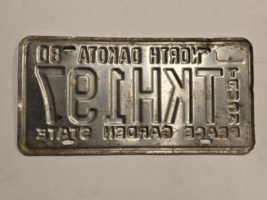 NORTH DAKOTA 80
TRUCK
TKH197
PEACE GARDEN STATE